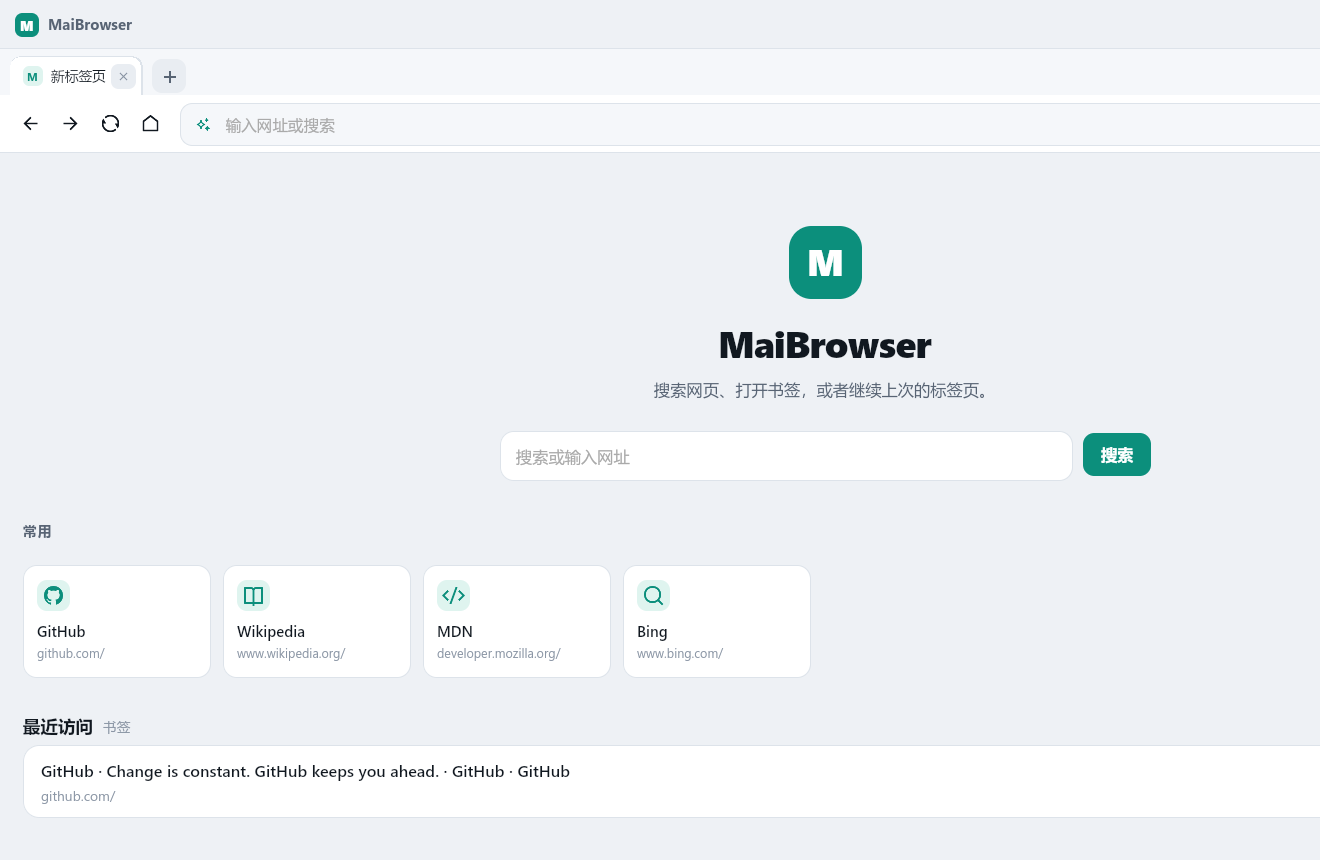 M MaiBrowser
M 新标签页
输入网址或搜索
M
MaiBrowser
搜索网页、打开书签，或者继续上次的标签页。
搜索或输入网址 搜索
常用
GitHub
github.com/
Wikipedia
www.wikipedia.org/
MDN
developer.mozilla.org/
Bing
www.bing.com/
最近访问 书签
GitHub · Change is constant. GitHub keeps you ahead. · GitHub · GitHub
github.com/